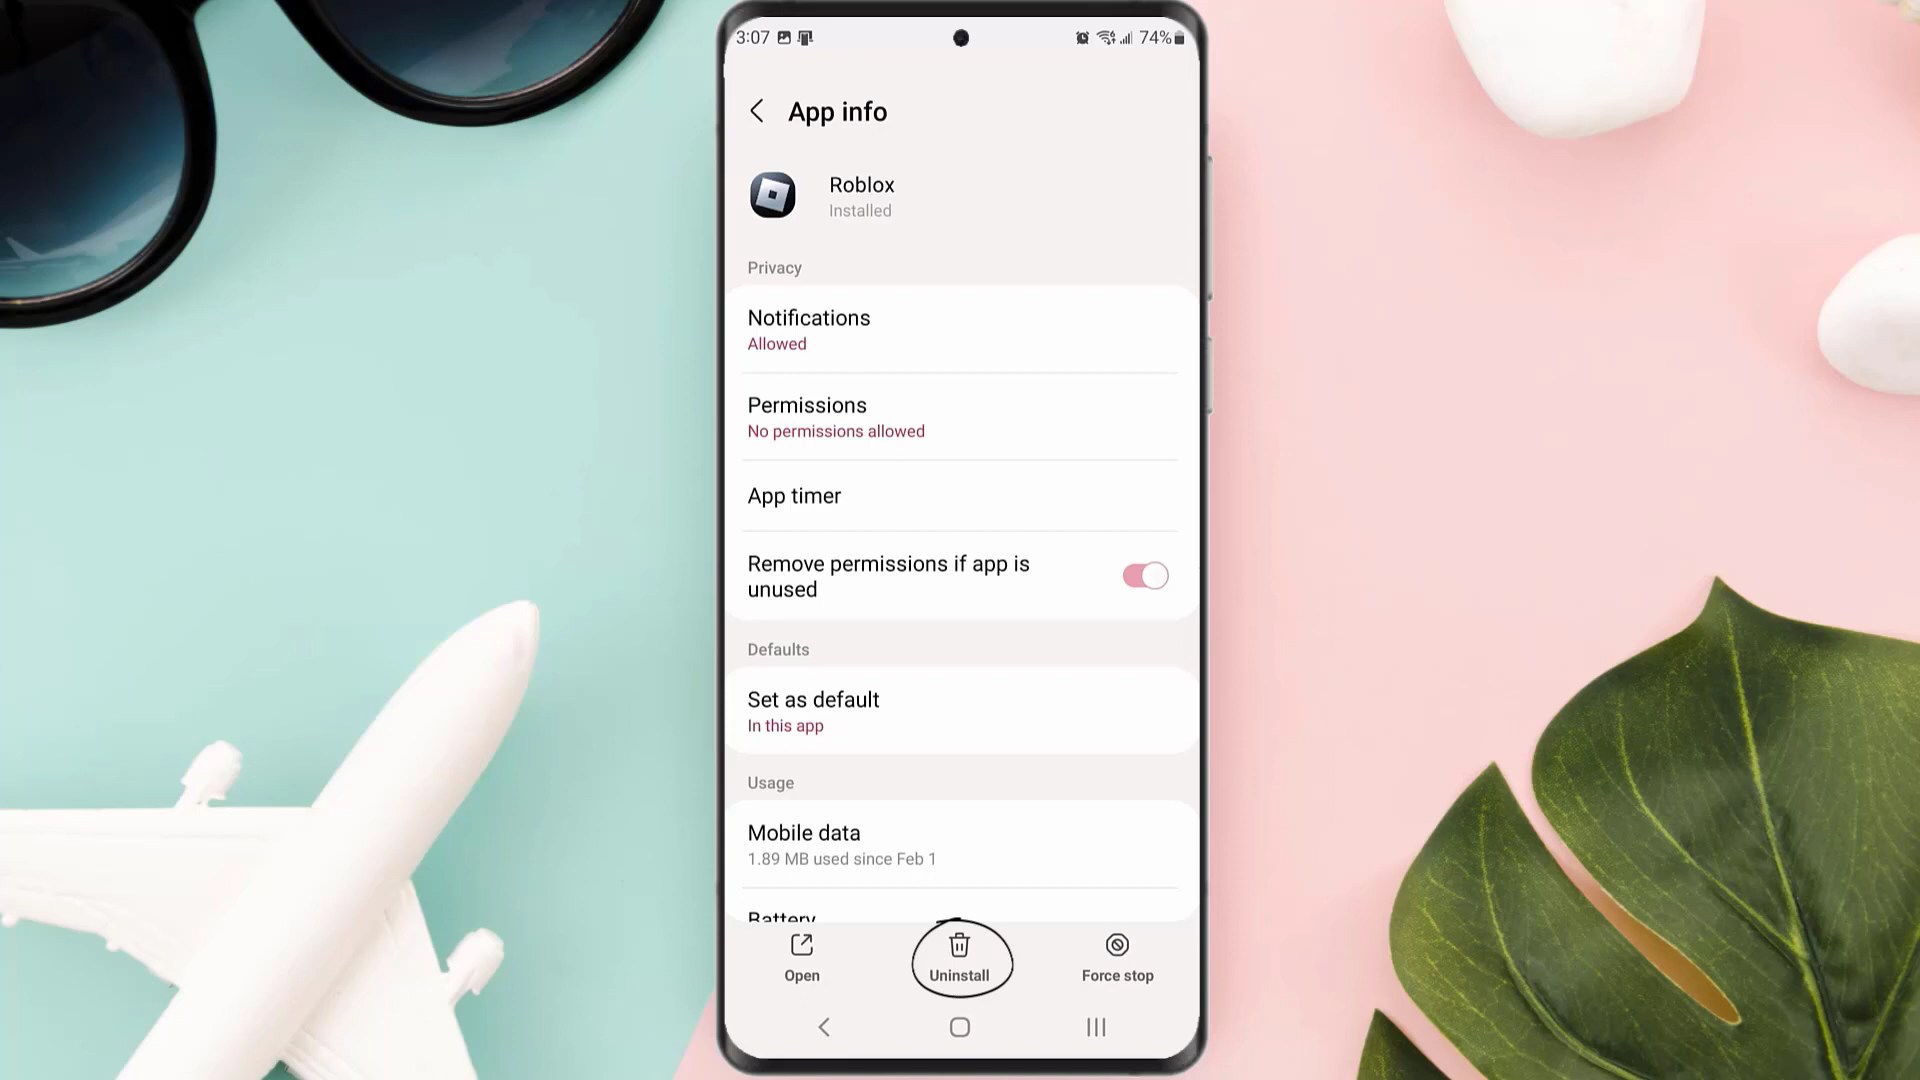 3:07
74%
App info
Roblox
Installed
Privacy
Notifications
Allowed
Permissions
No permissions allowed
App timer
Remove permissions if app is
unused
Defaults
Set as default
In this app
Usage
Mobile data
1.89 MB used since Feb 1
Battery
Open
Uninstall
Force stop